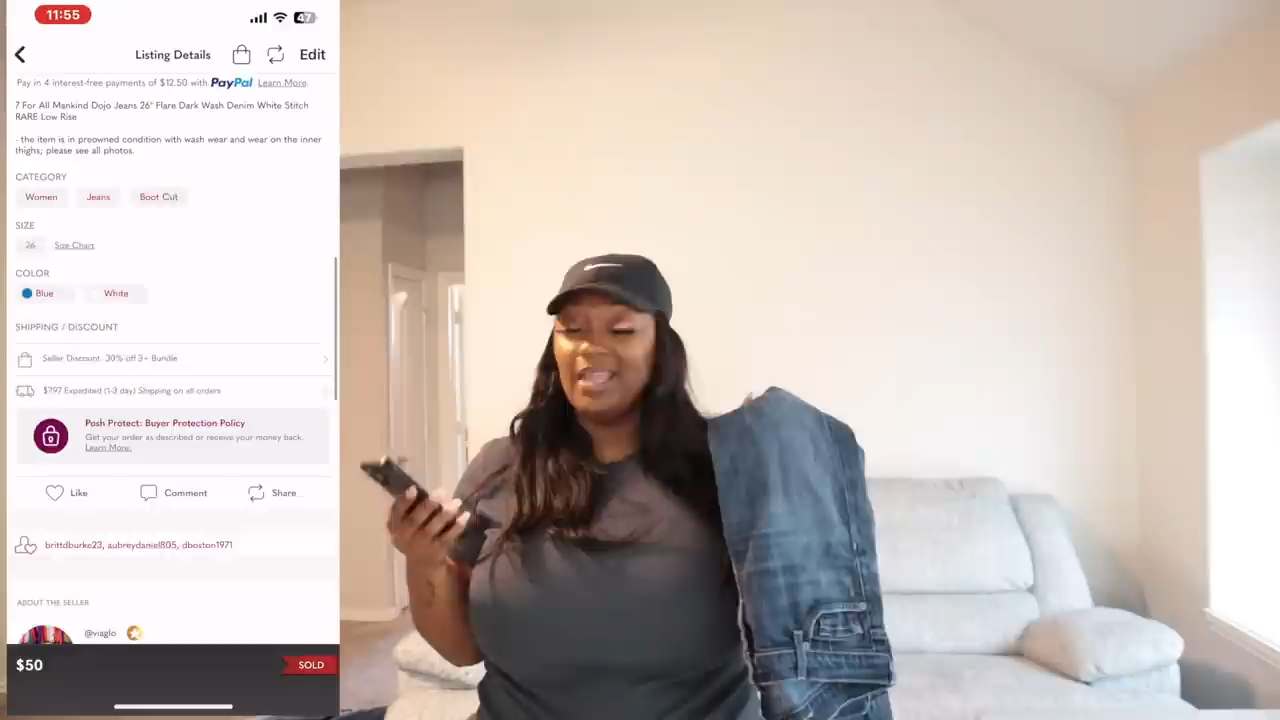 11:55
47
Listing Details
Edit
Pay in 4 interest-free payments of $12.50 with PayPal Learn More.
7 For All Mankind Dojo Jeans 26" Flare Dark Wash Denim White Stitch
RARE Low Rise
- the item is in preowned condition with wash wear and wear on the inner
thighs; please see all photos.
CATEGORY
Women
Jeans
Boot Cut
SIZE
26
Size Chart
COLOR
Blue
White
SHIPPING / DISCOUNT
Seller Discount: 30% off 3+ Bundle
$7.97 Expedited (1-3 day) Shipping on all orders
Posh Protect: Buyer Protection Policy
Get your order as described or receive your money back.
Learn More.
Like
Comment
Share
brittdburke23, aubreydaniel805, dboston1971
ABOUT THE SELLER
@viaglo
$50
SOLD